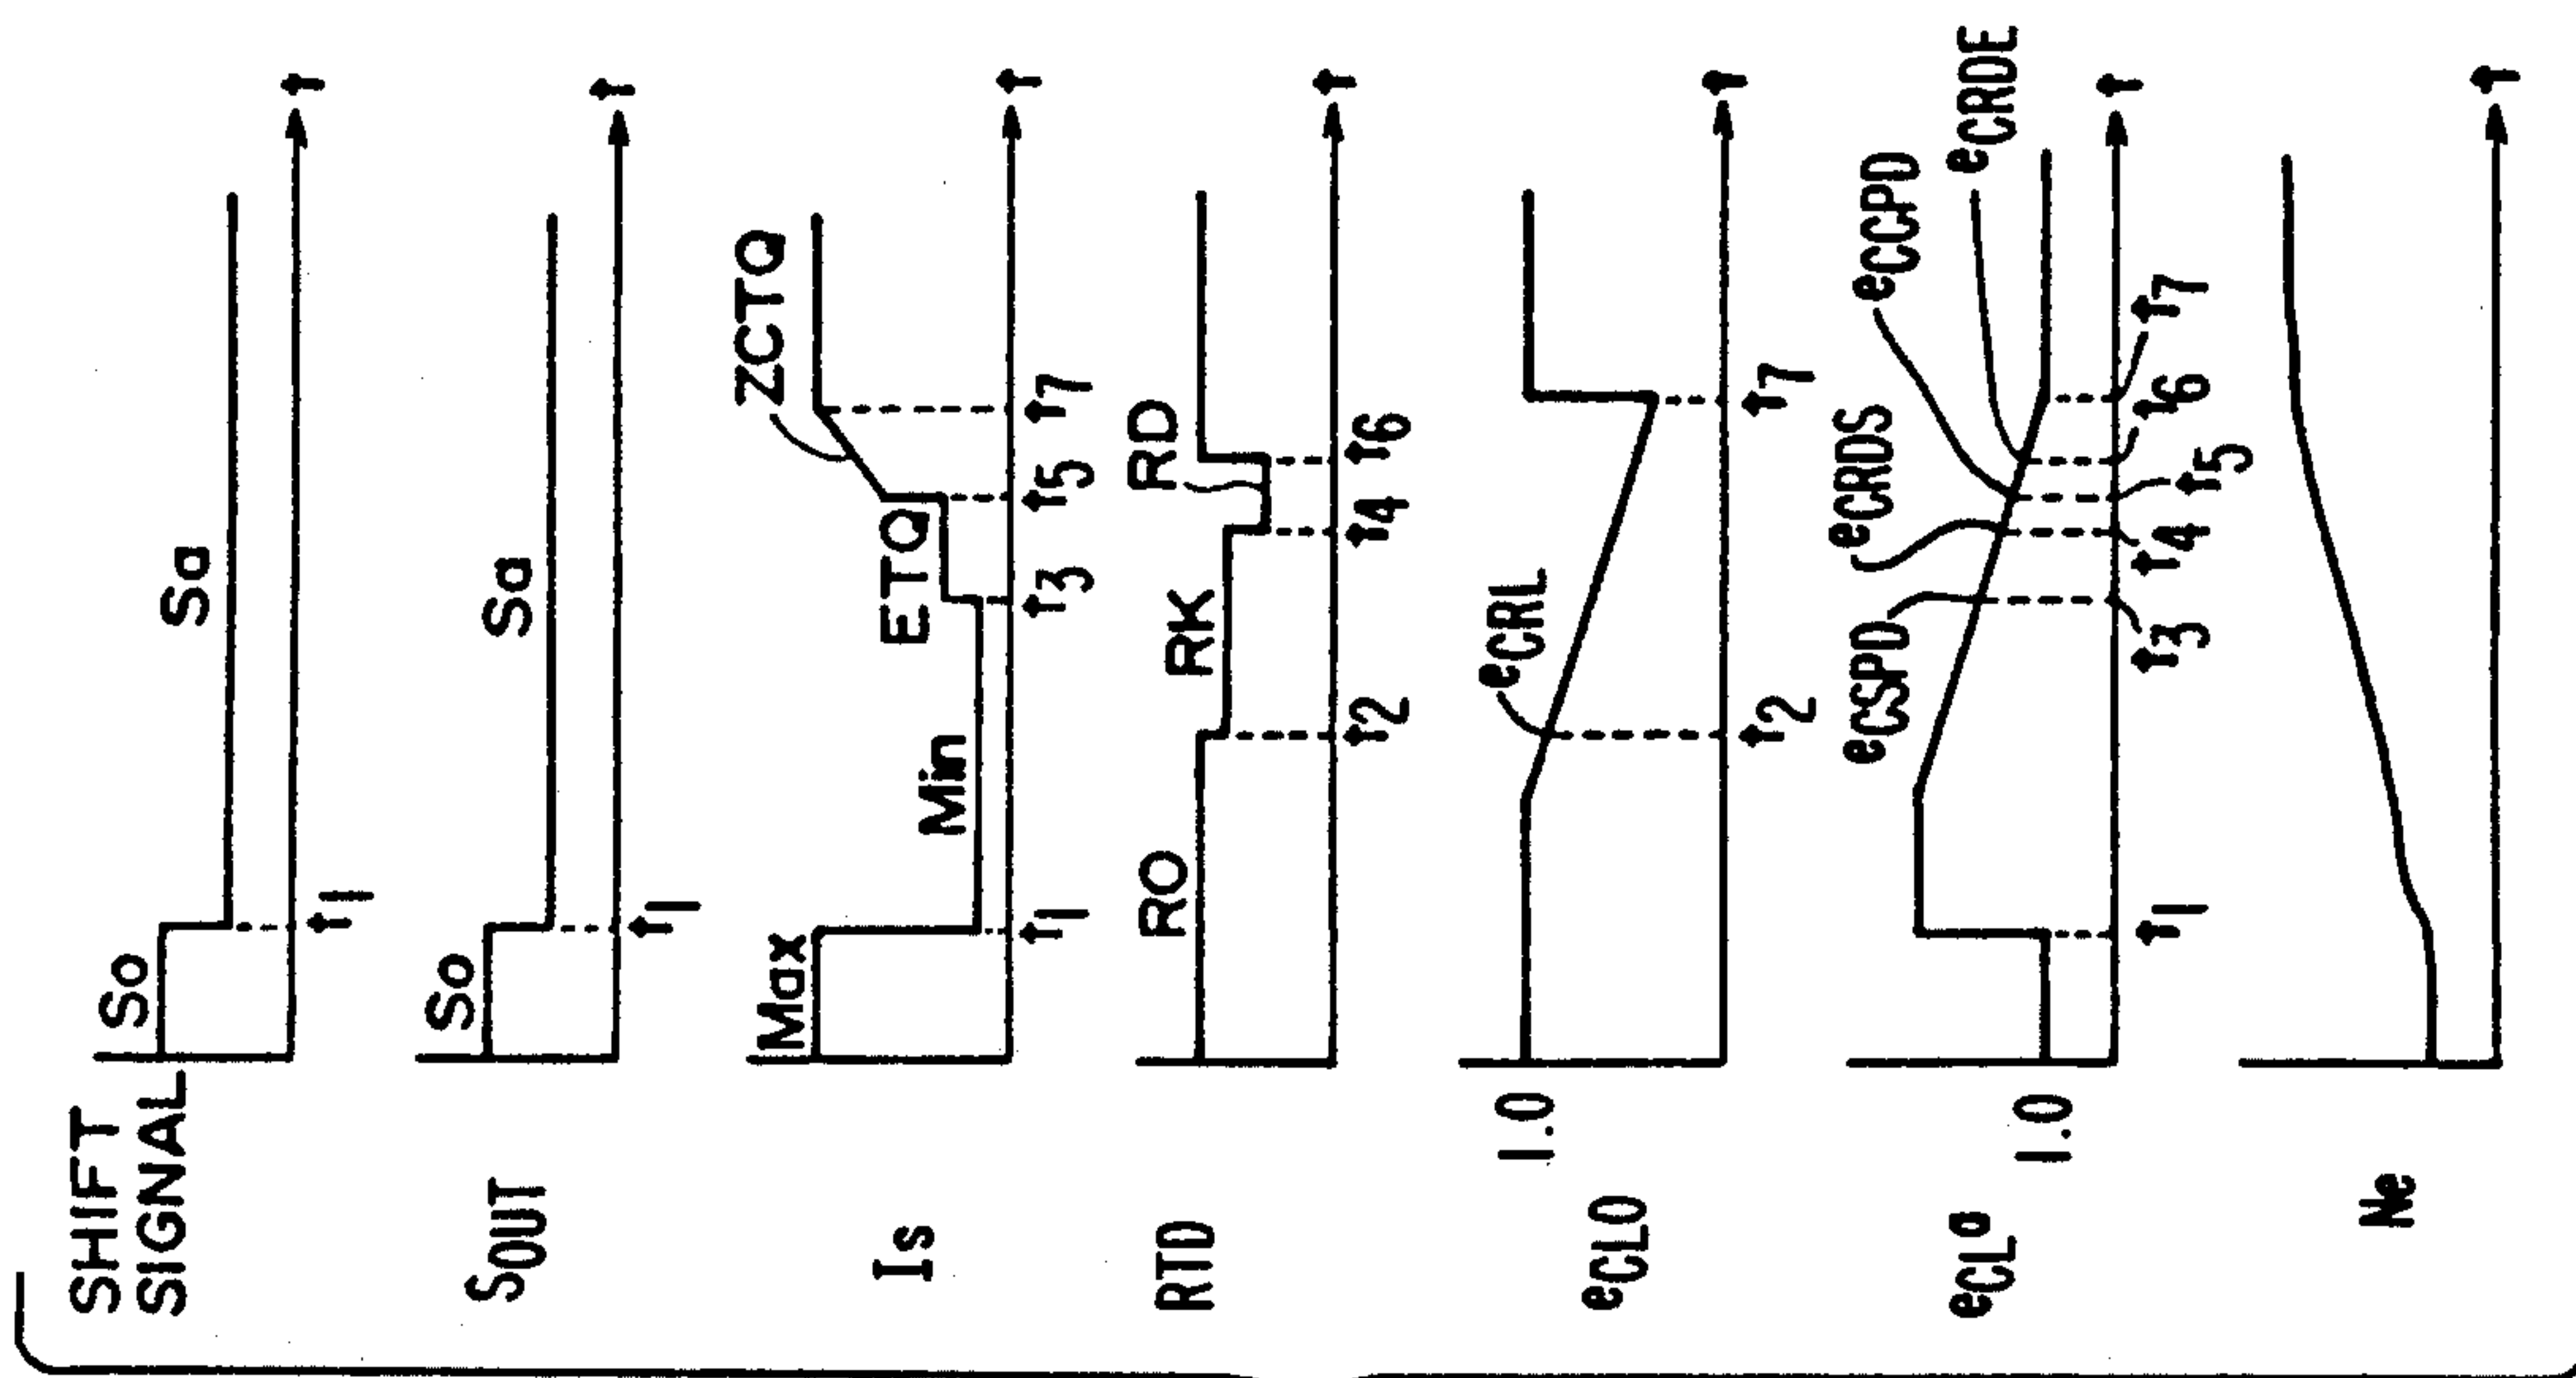 SHIFT
SIGNAL
So
Sa
t1
t
SOUT
So
Sa
t1
t
Is
Max
Min
ETQ
ZCTQ
t1
t3
t5
t7
t
RTD
RO
RK
RD
t2
t4
t6
t
eCLO
1.0
eCRL
t2
t7
t
eCLa
1.0
eCSPD
eCRDS
eCCPD
eCRDE
t1
t3
t4
t5
t6
t7
t
Ne
t